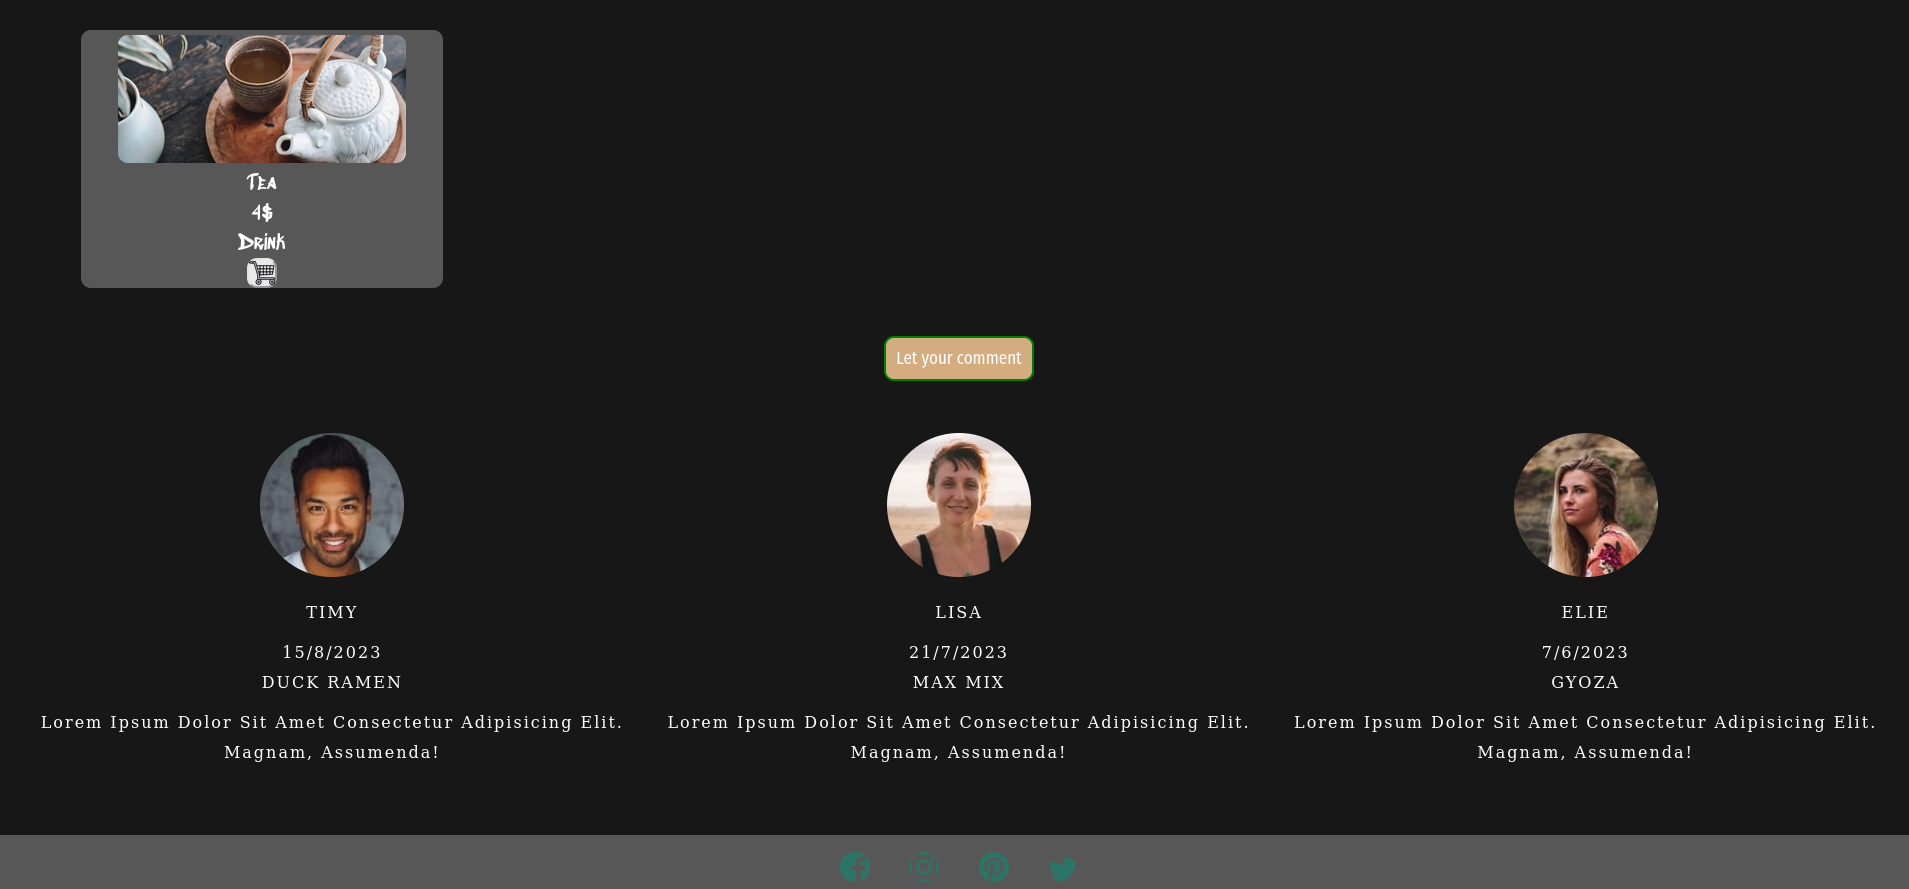 Tea
4$
Drink
Let your comment
TIMY
15/8/2023
DUCK RAMEN
Lorem Ipsum Dolor Sit Amet Consectetur Adipisicing Elit.
Magnam, Assumenda!
LISA
21/7/2023
MAX MIX
Lorem Ipsum Dolor Sit Amet Consectetur Adipisicing Elit.
Magnam, Assumenda!
ELIE
7/6/2023
GYOZA
Lorem Ipsum Dolor Sit Amet Consectetur Adipisicing Elit.
Magnam, Assumenda!